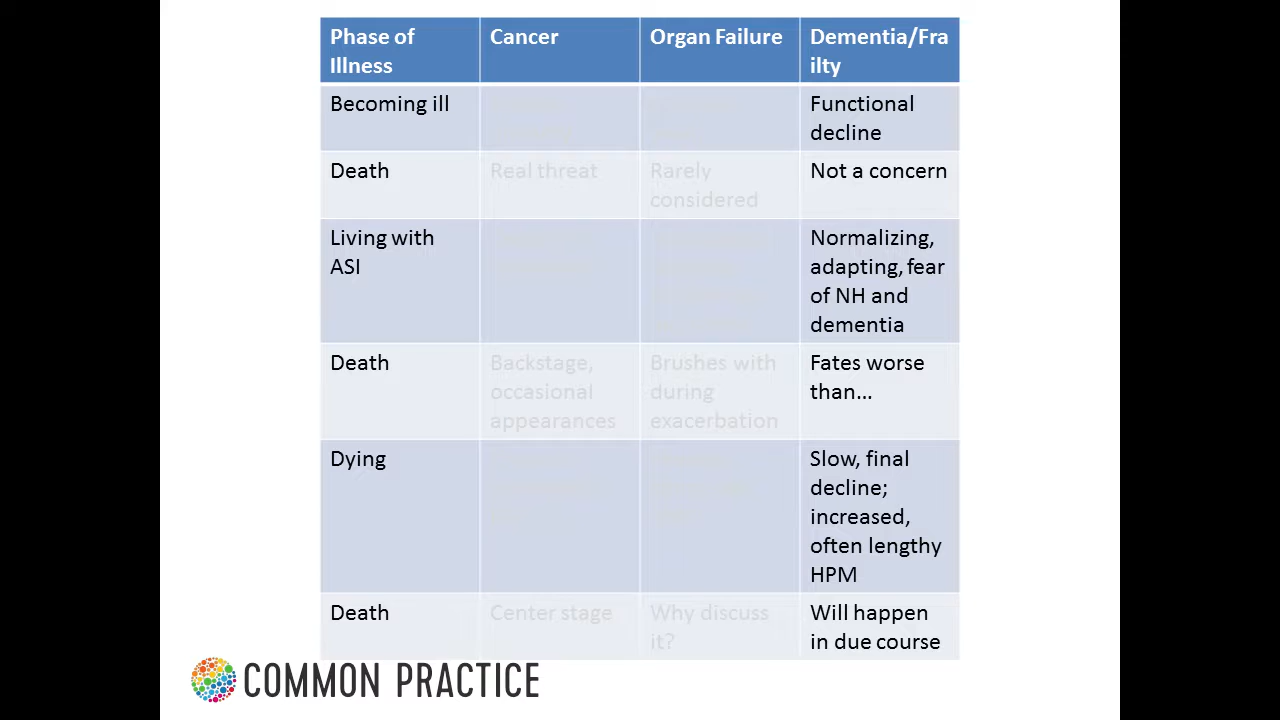 Phase of Illness
Cancer
Organ Failure
Dementia/Fra
ilty
Becoming ill
Functional
decline
Death
Real threat
Rarely
considered
Not a concern
Living with
ASI
Normalizing,
adapting, fear
of NH and
dementia
Death
Backstage,
occasional
appearances
Brushes with
during
exacerbation
Fates worse
than...
Dying
Slow, final
decline;
increased,
often lengthy
HPM
Death
Center stage
Why discuss
it?
Will happen
in due course
COMMON PRACTICE